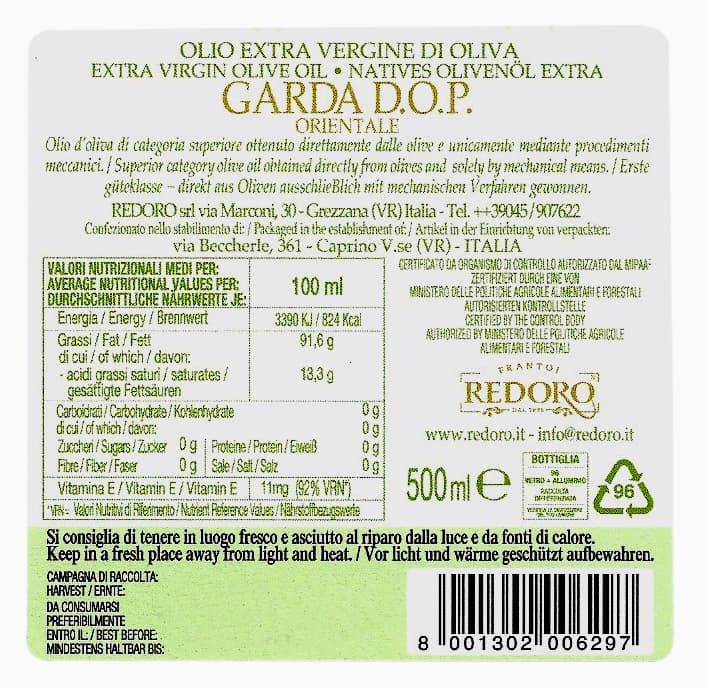 OLIO EXTRA VERGINE DI OLIVA
EXTRA VIRGIN OLIVE OIL • NATIVES OLIVENÖL EXTRA
GARDA D.O.P.
ORIENTALE
Olio d'oliva di categoria superiore ottenuto direttamente dalle olive e unicamente mediante procedimenti
meccanici. / Superior category olive oil obtained directly from olives and solely by mechanical means. / Erste
güteklasse ~ direkt aus Oliven ausschließlich mit mechanischen Verfahren gewonnen.
REDORO srl via Marconi, 30 - Grezzana (VR) Italia - Tel. ++39045/907622
Confezionato nello stabilimento di: / Packaged in the establishment of: / Artikel in der Einrichtung von verpackten:
via Beccherle, 361 - Caprino V.se (VR) - ITALIA
VALORI NUTRIZIONALI MEDI PER:
AVERAGE NUTRITIONAL VALUES PER:
DURCHSCHNITTLICHE NÄHRWERTE JE:
100 ml
Energia / Energy / Brennwert 3390 KJ / 824 Kcal
Grassi / Fat / Fett 91,6 g
di cui / of which / davon:
- acidi grassi saturi / saturates / 13,3 g
gesättigte Fettsäuren
Carboidrati / Carbohydrate / Kohlenhydrate 0 g
di cui / of which / davon: 0 g
Zuccheri / Sugars / Zucker 0 g Proteine / Protein / Eiweiß 0 g
Fibre / Fiber / Faser 0 g Sale / Salt / Salz 0 g
Vitamina E / Vitamin E / Vitamin E 11mg (92% VRN*)
*VRN= Valori Nutritivi di Riferimento / Nutrient Reference Values / Nährstoffbezugswerte
CERTIFICATO DA ORGANISMO DI CONTROLLO AUTORIZZATO DAL MIPAAF
ZERTIFIZIERT DURCH EINE VON
MINISTERO DELLE POLITICHE AGRICOLE ALIMENTARI E FORESTALI
AUTORISIERTEN KONTROLLSTELLE
CERTIFIED BY THE CONTROL BODY
AUTHORIZED BY MINISTERO DELLE POLITICHE AGRICOLE
ALIMENTARI E FORESTALI
FRANTOI
REDORO
www.redoro.it - info@redoro.it
500 ml e
BOTTIGLIA
96
VETRO + ALLUMINIO
RACCOLTA
DIFFERENZIATA
96
Si consiglia di tenere in luogo fresco e asciutto al riparo dalla luce e da fonti di calore.
Keep in a fresh place away from light and heat. / Vor licht und wärme geschützt aufbewahren.
CAMPAGNA DI RACCOLTA:
HARVEST / ERNTE:
DA CONSUMARSI
PREFERIBILMENTE
ENTRO IL: / BEST BEFORE:
MINDESTENS HALTBAR BIS:
8 001302 006297